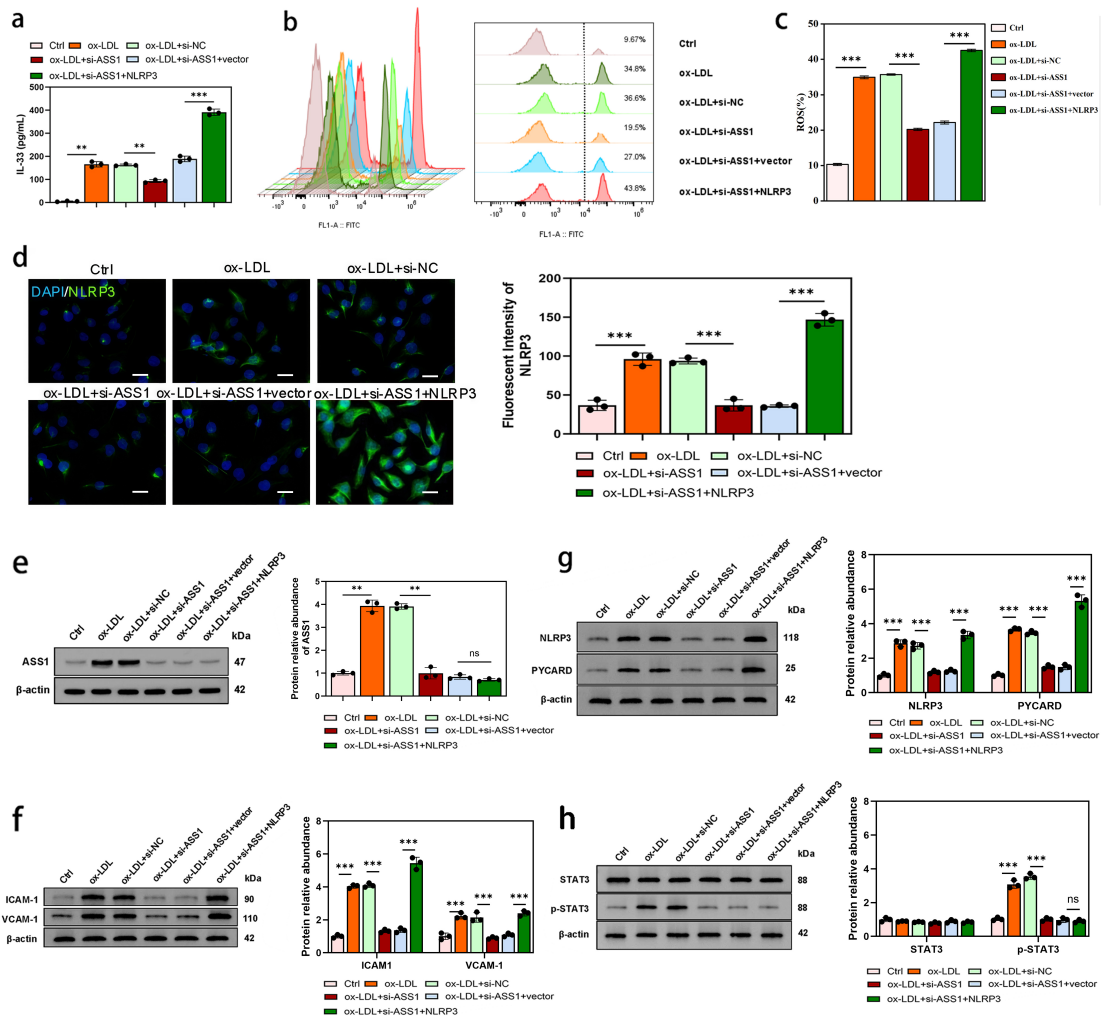 a
Ctrl ox-LDL ox-LDL+si-NC
ox-LDL+si-ASS1 ox-LDL+si-ASS1+vector
ox-LDL+si-ASS1+NLRP3
IL-33 (pg/mL)
500
400
300
200
100
0
** ** ***
b
-10³ 10³ 10⁴ 10⁶
FL1-A :: FITC
9.67%
34.8%
36.6%
19.5%
27.0%
43.8%
-10³ 10³ 10⁴ 10⁶
FL1-A :: FITC
Ctrl
ox-LDL
ox-LDL+si-NC
ox-LDL+si-ASS1
ox-LDL+si-ASS1+vector
ox-LDL+si-ASS1+NLRP3
c
ROS(%)
50
40
30
20
10
0
*** *** ***
Ctrl
ox-LDL
ox-LDL+si-NC
ox-LDL+si-ASS1
ox-LDL+si-ASS1+vector
ox-LDL+si-ASS1+NLRP3
d
Ctrl ox-LDL ox-LDL+si-NC
DAPI/NLRP3
ox-LDL+si-ASS1 ox-LDL+si-ASS1+vector ox-LDL+si-ASS1+NLRP3
Fluorescent Intensity of
NLRP3
200
150
100
50
0
*** *** ***
Ctrl ox-LDL ox-LDL+si-NC
ox-LDL+si-ASS1 ox-LDL+si-ASS1+vector
ox-LDL+si-ASS1+NLRP3
e
Ctrl
ox-LDL
ox-LDL+si-NC
ox-LDL+si-ASS1
ox-LDL+si-ASS1+vector
ox-LDL+si-ASS1+NLRP3
kDa
ASS1 47
β-actin 42
Protein relative abundance
of ASS1
5
4
3
2
1
0
** ** ns
Ctrl ox-LDL ox-LDL+si-NC
ox-LDL+si-ASS1 ox-LDL+si-ASS1+vector
ox-LDL+si-ASS1+NLRP3
g
Ctrl
ox-LDL
ox-LDL+si-NC
ox-LDL+si-ASS1
ox-LDL+si-ASS1+vector
ox-LDL+si-ASS1+NLRP3
kDa
NLRP3 118
PYCARD 25
β-actin 42
Protein relative abundance
8
6
4
2
0
*** *** *** *** *** ***
NLRP3 PYCARD
Ctrl ox-LDL ox-LDL+si-NC
ox-LDL+si-ASS1 ox-LDL+si-ASS1+vector
ox-LDL+si-ASS1+NLRP3
f
Ctrl
ox-LDL
ox-LDL+si-NC
ox-LDL+si-ASS1
ox-LDL+si-ASS1+vector
ox-LDL+si-ASS1+NLRP3
kDa
ICAM-1 90
VCAM-1 110
β-actin 42
Protein relative abundance
8
6
4
2
0
*** *** *** *** *** ***
ICAM1 VCAM-1
Ctrl ox-LDL ox-LDL+si-NC
ox-LDL+si-ASS1 ox-LDL+si-ASS1+vector
ox-LDL+si-ASS1+NLRP3
h
Ctrl
ox-LDL
ox-LDL+si-NC
ox-LDL+si-ASS1
ox-LDL+si-ASS1+vector
ox-LDL+si-ASS1+NLRP3
kDa
STAT3 88
p-STAT3 88
β-actin 42
Protein relative abundance
8
6
4
2
0
*** *** ns
STAT3 p-STAT3
Ctrl ox-LDL ox-LDL+si-NC
ox-LDL+si-ASS1 ox-LDL+si-ASS1+vector
ox-LDL+si-ASS1+NLRP3